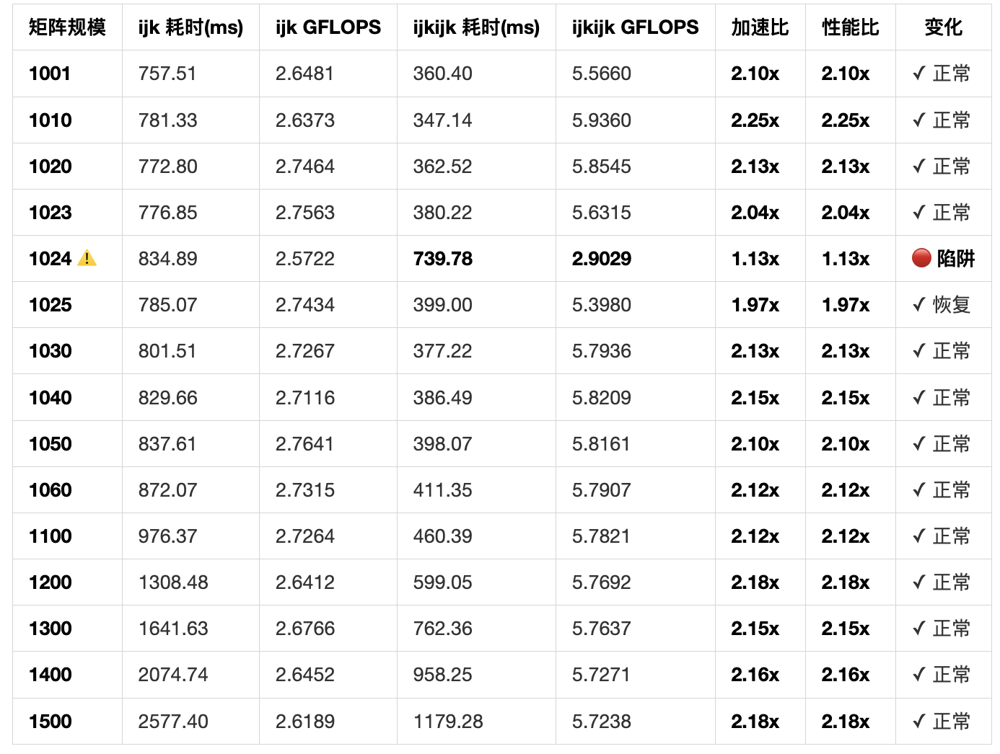 矩阵规模 ijk 耗时(ms) ijk GFLOPS ijkijk 耗时(ms) ijkijk GFLOPS 加速比 性能比 变化
1001 757.51 2.6481 360.40 5.5660 2.10x 2.10x ✓ 正常
1010 781.33 2.6373 347.14 5.9360 2.25x 2.25x ✓ 正常
1020 772.80 2.7464 362.52 5.8545 2.13x 2.13x ✓ 正常
1023 776.85 2.7563 380.22 5.6315 2.04x 2.04x ✓ 正常
1024 ⚠️ 834.89 2.5722 739.78 2.9029 1.13x 1.13x 🔴 陷阱
1025 785.07 2.7434 399.00 5.3980 1.97x 1.97x ✓ 恢复
1030 801.51 2.7267 377.22 5.7936 2.13x 2.13x ✓ 正常
1040 829.66 2.7116 386.49 5.8209 2.15x 2.15x ✓ 正常
1050 837.61 2.7641 398.07 5.8161 2.10x 2.10x ✓ 正常
1060 872.07 2.7315 411.35 5.7907 2.12x 2.12x ✓ 正常
1100 976.37 2.7264 460.39 5.7821 2.12x 2.12x ✓ 正常
1200 1308.48 2.6412 599.05 5.7692 2.18x 2.18x ✓ 正常
1300 1641.63 2.6766 762.36 5.7637 2.15x 2.15x ✓ 正常
1400 2074.74 2.6452 958.25 5.7271 2.16x 2.16x ✓ 正常
1500 2577.40 2.6189 1179.28 5.7238 2.18x 2.18x ✓ 正常